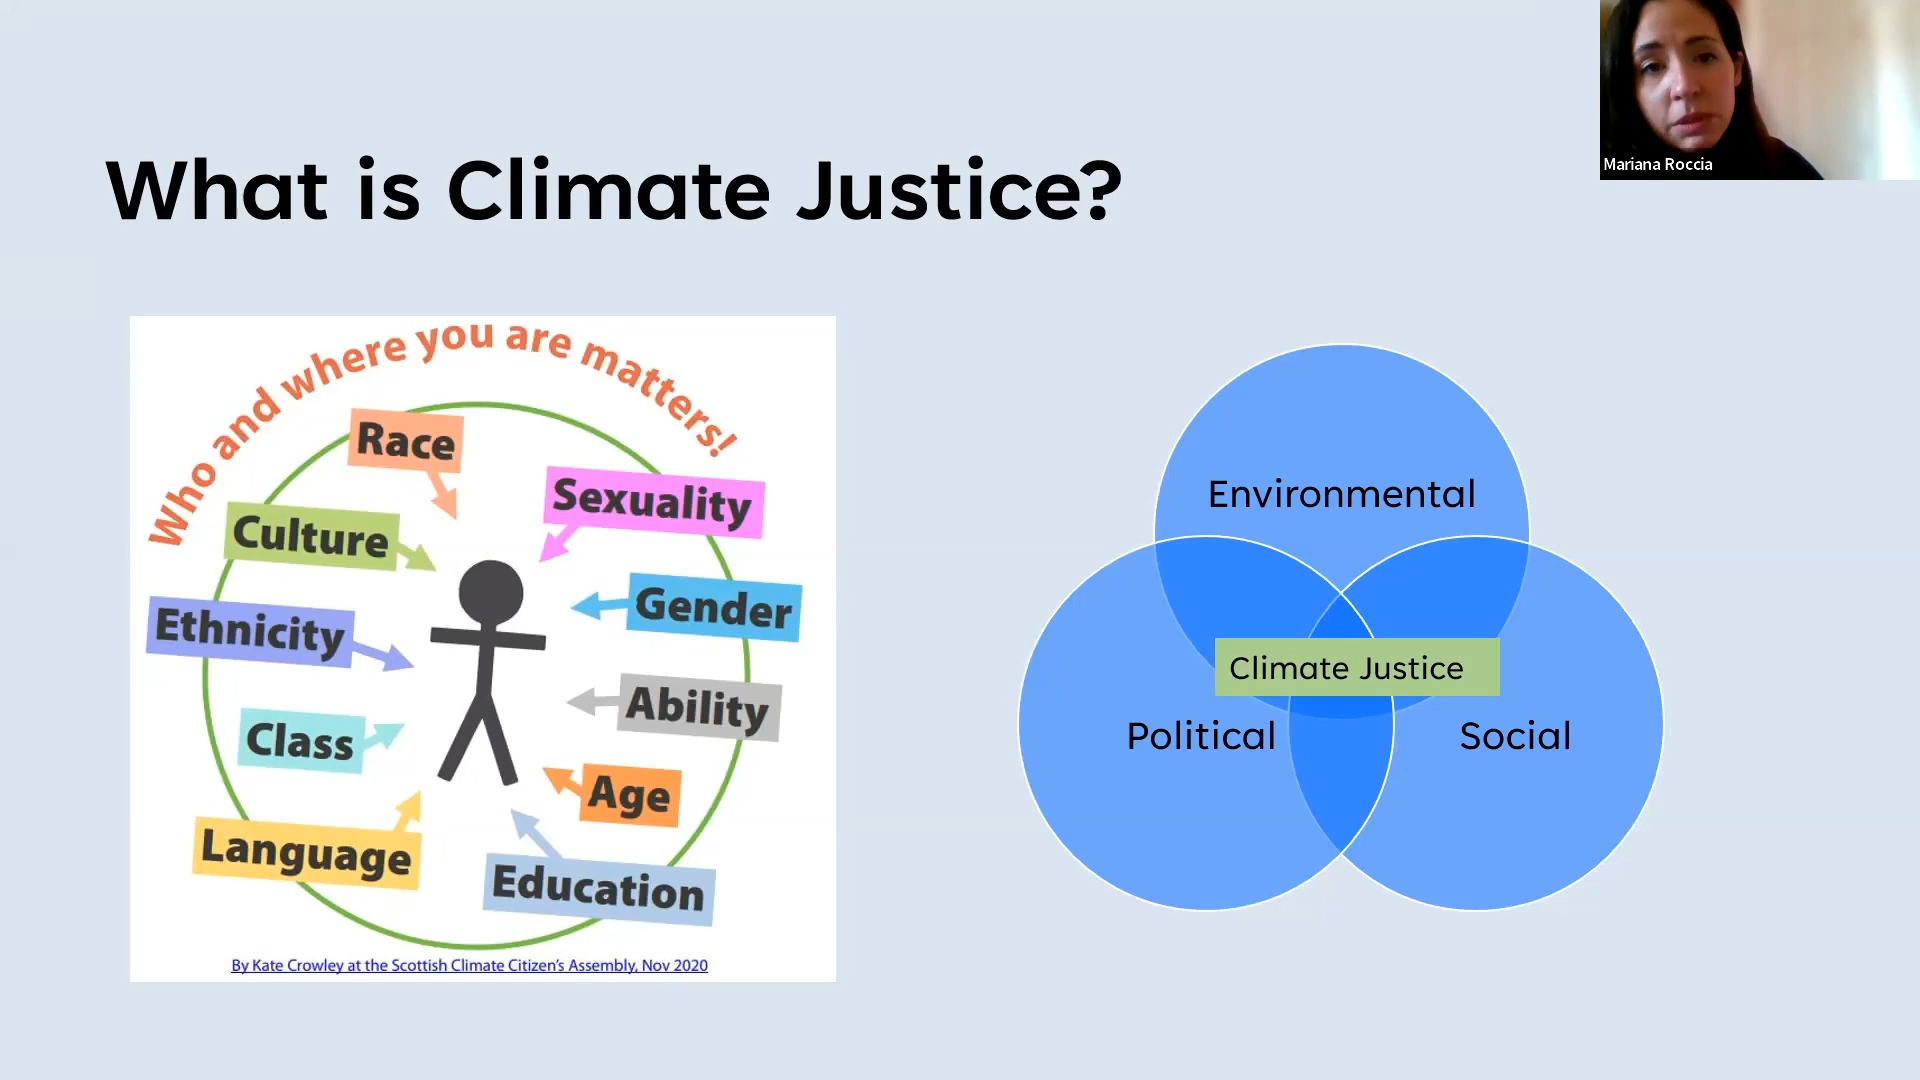 What is Climate Justice?
Mariana Roccia
Who and where you are matters!
Race
Sexuality
Culture
Gender
Ethnicity
Ability
Class
Age
Language
Education
By Kate Crowley at the Scottish Climate Citizen's Assembly, Nov 2020
Environmental
Climate Justice
Political
Social